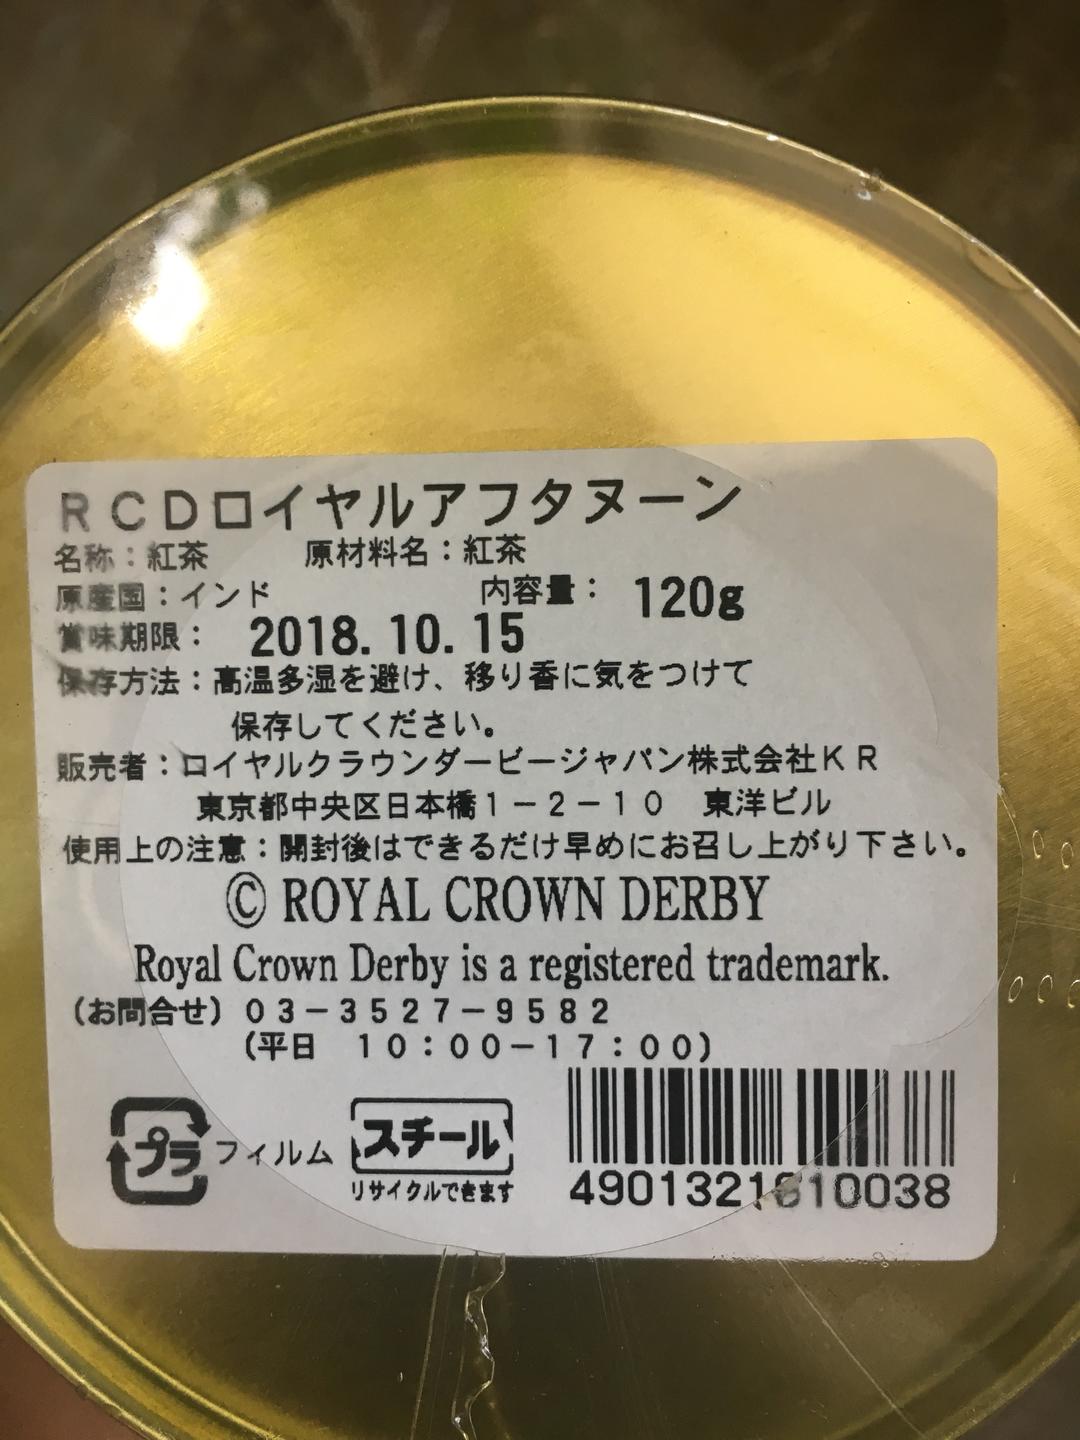 ＲＣＤロイヤルアフタヌーン
名称：紅茶　原材料名：紅茶
原産国：インド　内容量： 120g
賞味期限： 2018. 10. 15
保存方法：高温多湿を避け、移り香に気をつけて
保存してください。
販売者：ロイヤルクラウンダービージャパン株式会社ＫＲ
東京都中央区日本橋１－２－１０　東洋ビル
使用上の注意：開封後はできるだけ早めにお召し上がり下さい。
© ROYAL CROWN DERBY
Royal Crown Derby is a registered trademark.
（お問合せ）０３－３５２７－９５８２
（平日　１０：００－１７：００）
プラ フィルム スチール
リサイクルできます
4901321810038